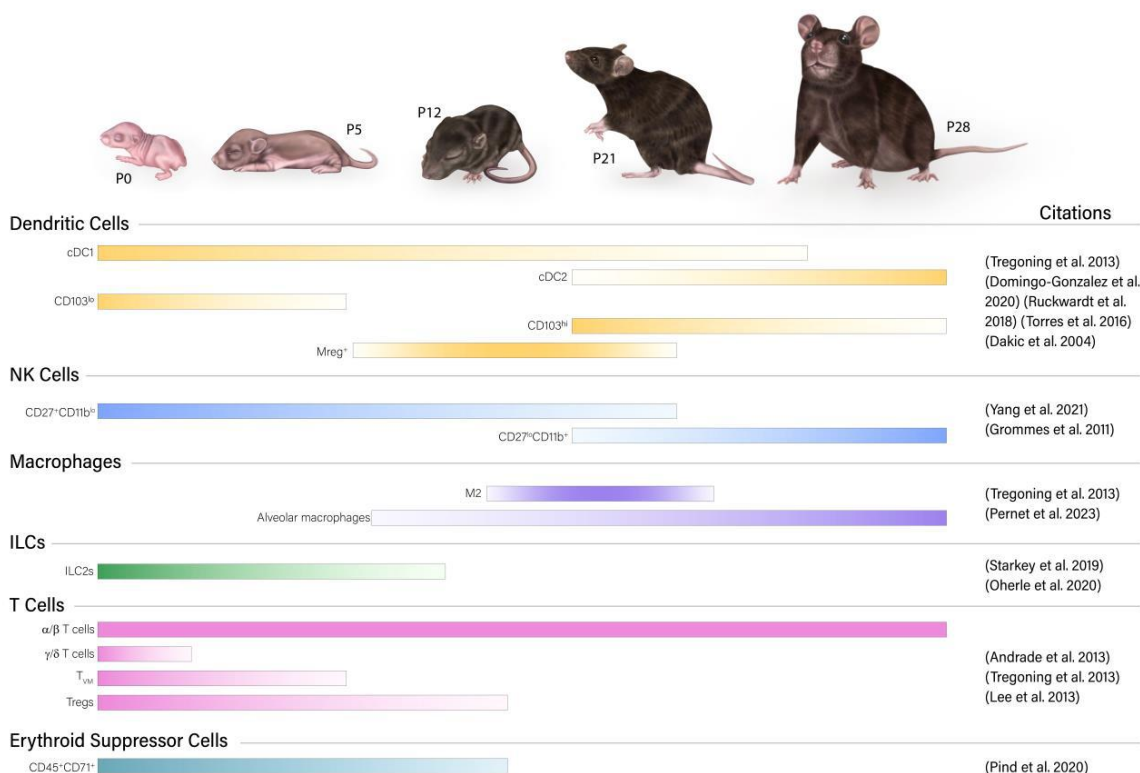 P0
P5
P12
P21
P28
Citations
Dendritic Cells
cDC1
cDC2
CD103ˡᵒ
CD103ʰⁱ
Mreg⁺
(Tregoning et al. 2013)
(Domingo-Gonzalez et al.
2020) (Ruckwardt et al.
2018) (Torres et al. 2016)
(Dakic et al. 2004)
NK Cells
CD27⁺CD11bˡᵒ
CD27ˡᵒCD11b⁺
(Yang et al. 2021)
(Grommes et al. 2011)
Macrophages
M2
Alveolar macrophages
(Tregoning et al. 2013)
(Pernet et al. 2023)
ILCs
ILC2s
(Starkey et al. 2019)
(Oherle et al. 2020)
T Cells
α/β T cells
γ/δ T cells
Tᵥₘ
Tregs
(Andrade et al. 2013)
(Tregoning et al. 2013)
(Lee et al. 2013)
Erythroid Suppressor Cells
CD45⁺CD71⁺
(Pind et al. 2020)